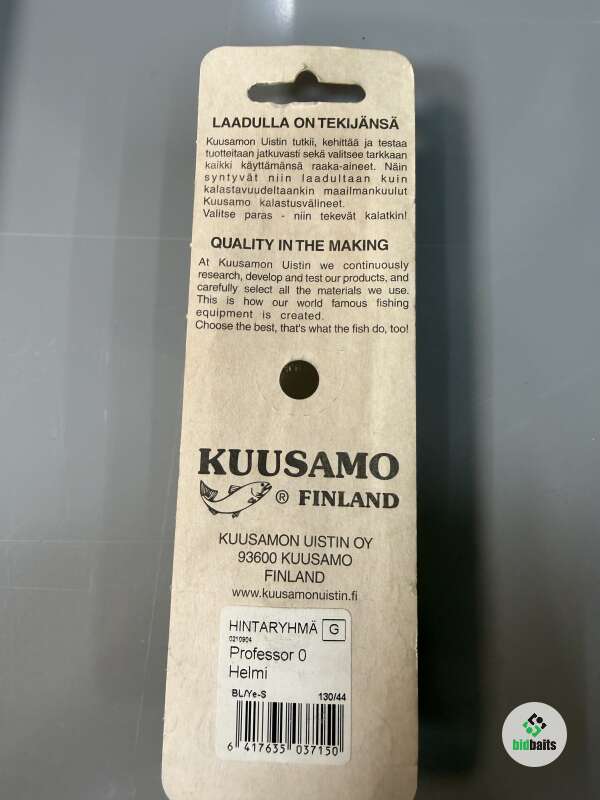 LAADULLA ON TEKIJÄNSÄ
Kuusamon Uistin tutkii, kehittää ja testaa
tuotteitaan jatkuvasti sekä valitsee tarkkaan
kaikki käyttämänsä raaka-aineet. Näin
syntyvät niin laadultaan kuin
kalastavuudeltaankin maailmankuulut
Kuusamo kalastusvälineet.
Valitse paras - niin tekevät kalatkin!
QUALITY IN THE MAKING
At Kuusamon Uistin we continuously
research, develop and test our products, and
carefully select all the materials we use.
This is how our world famous fishing
equipment is created.
Choose the best, that's what the fish do, too!
KUUSAMO
® FINLAND
KUUSAMON UISTIN OY
93600 KUUSAMO
FINLAND
www.kuusamonuistin.fi
HINTARYHMÄ G
0210904
Professor 0
Helmi
BL/Ye-S 130/44
6 417635 037150
bidbaits